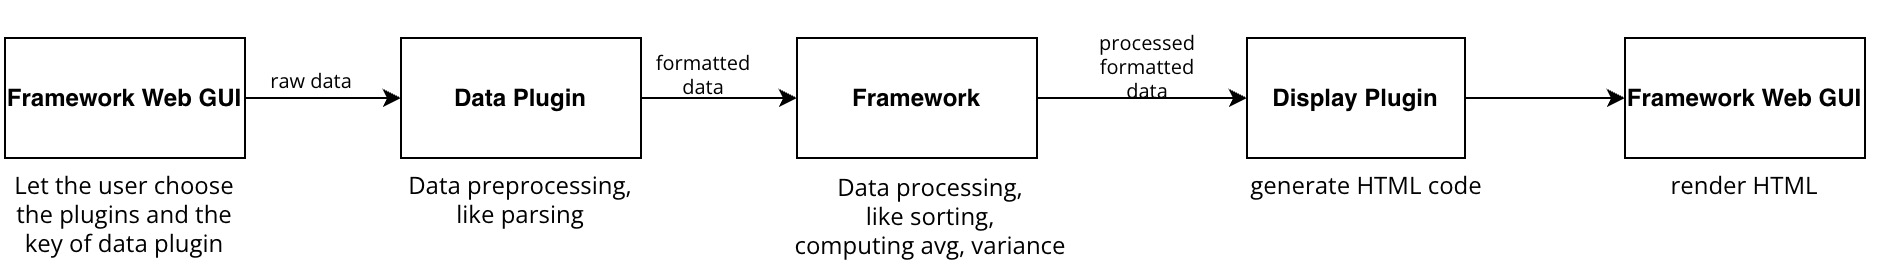 Framework Web GUI
raw data
Data Plugin
formatted
data
Framework
processed
formatted
data
Display Plugin
Framework Web GUI
Let the user choose
the plugins and the
key of data plugin
Data preprocessing,
like parsing
Data processing,
like sorting,
computing avg, variance
generate HTML code
render HTML